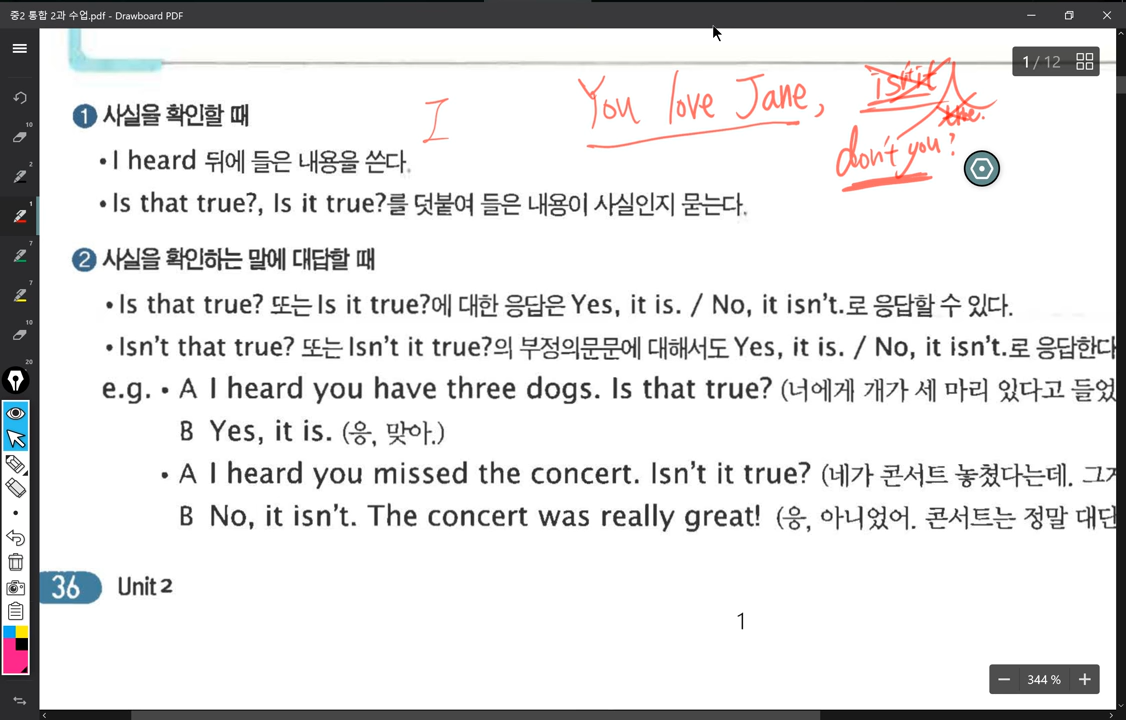 중2 통합 2과 수업.pdf - Drawboard PDF
1 / 12
I You love Jane, isn't it
don't you?
1 사실을 확인할 때
• I heard 뒤에 들은 내용을 쓴다.
• Is that true?, Is it true?를 덧붙여 들은 내용이 사실인지 묻는다.
2 사실을 확인하는 말에 대답할 때
• Is that true? 또는 Is it true?에 대한 응답은 Yes, it is. / No, it isn't.로 응답할 수 있다.
• Isn't that true? 또는 Isn't it true?의 부정의문문에 대해서도 Yes, it is. / No, it isn't.로 응답한다
e.g. • A I heard you have three dogs. Is that true? (너에게 개가 세 마리 있다고 들었
B Yes, it is. (응, 맞아.)
• A I heard you missed the concert. Isn't it true? (네가 콘서트 놓쳤다는데. 그
B No, it isn't. The concert was really great! (응, 아니었어. 콘서트는 정말 대단
36 Unit 2
1
344 %
10
2
1
7
7
10
20